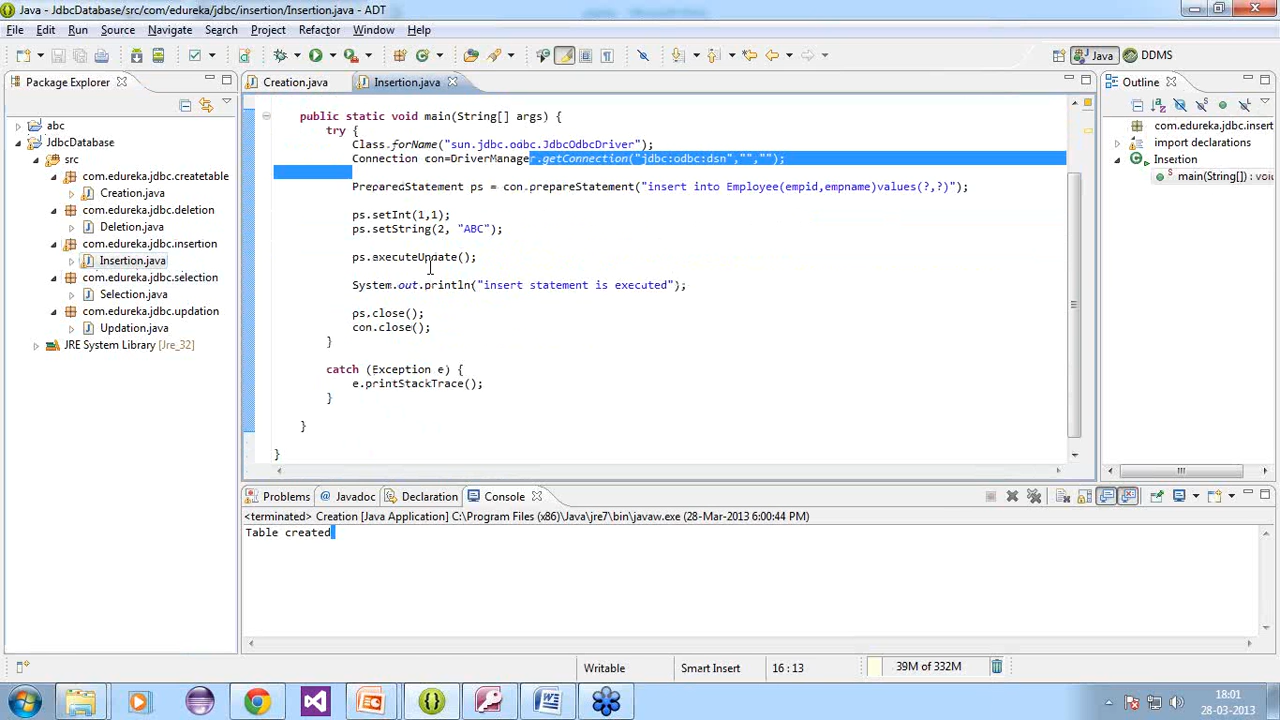 Java - JdbcDatabase/src/com/edureka/jdbc/insertion/Insertion.java - ADT
File Edit Run Source Navigate Search Project Refactor Window Help
Java DDMS
Package Explorer
abc
JdbcDatabase
src
com.edureka.jdbc.createtable
Creation.java
com.edureka.jdbc.deletion
Deletion.java
com.edureka.jdbc.insertion
Insertion.java
com.edureka.jdbc.selection
Selection.java
com.edureka.jdbc.updation
Updation.java
JRE System Library [Jre_32]
Creation.java Insertion.java
public static void main(String[] args) {
try {
Class.forName("sun.jdbc.odbc.JdbcOdbcDriver");
Connection con=DriverManager.getConnection("jdbc:odbc:dsn","","");
PreparedStatement ps = con.prepareStatement("insert into Employee(empid,empname)values(?,?)");
ps.setInt(1,1);
ps.setString(2, "ABC");
ps.executeUpdate();
System.out.println("insert statement is executed");
ps.close();
con.close();
}
catch (Exception e) {
e.printStackTrace();
}
}
}
Outline
com.edureka.jdbc.insert
import declarations
Insertion
main(String[]) : voi
Problems Javadoc Declaration Console
<terminated> Creation [Java Application] C:\Program Files (x86)\Java\jre7\bin\javaw.exe (28-Mar-2013 6:00:44 PM)
Table created
Writable Smart Insert 16 : 13 39M of 332M
18:01
28-03-2013